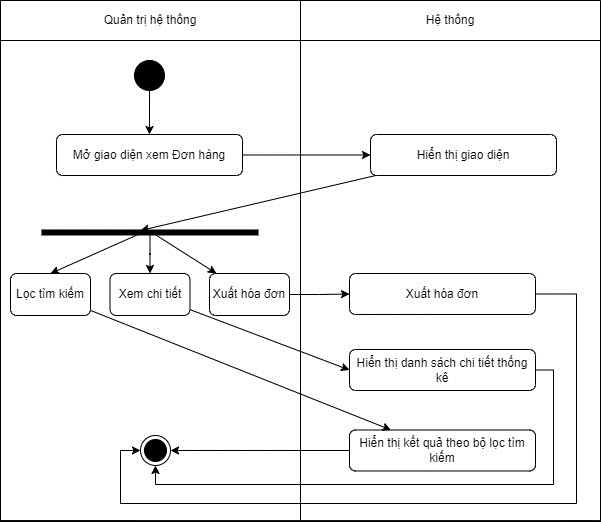 Quản trị hệ thống
Hệ thống
Mở giao diện xem Đơn hàng
Hiển thị giao diện
Lọc tìm kiếm
Xem chi tiết
Xuất hóa đơn
Xuất hóa đơn
Hiển thị danh sách chi tiết thống
kê
Hiển thị kết quả theo bộ lọc tìm
kiếm